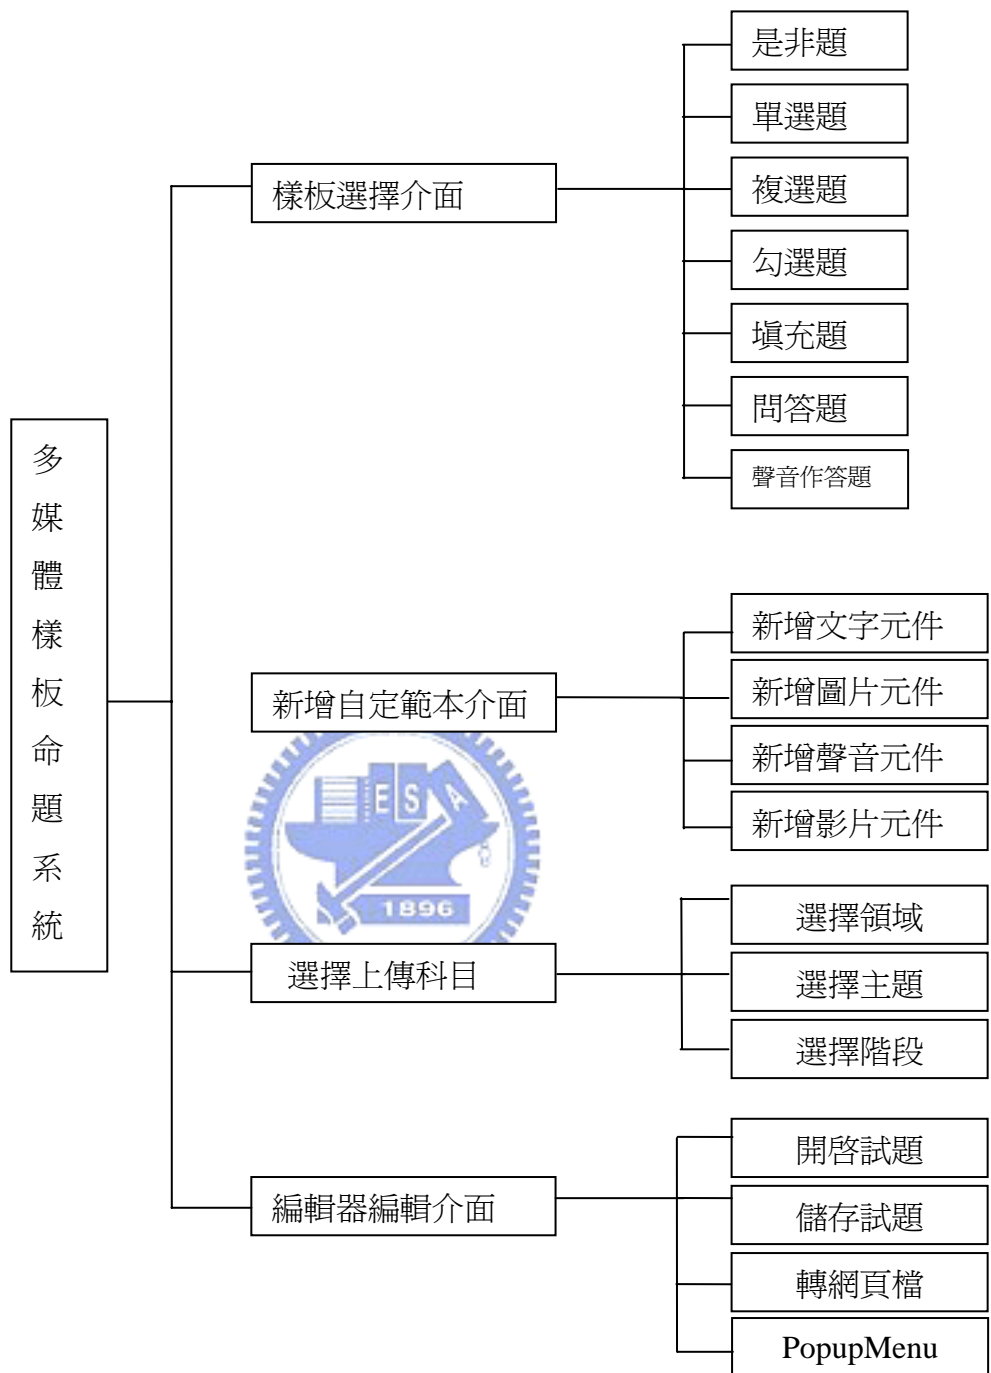 多媒體樣板命題系統
樣板選擇介面
是非題
單選題
複選題
勾選題
填充題
問答題
聲音作答題
新增自定範本介面
新增文字元件
新增圖片元件
新增聲音元件
新增影片元件
ESA
1896
選擇上傳科目
選擇領域
選擇主題
選擇階段
編輯器編輯介面
開啓試題
儲存試題
轉網頁檔
PopupMenu